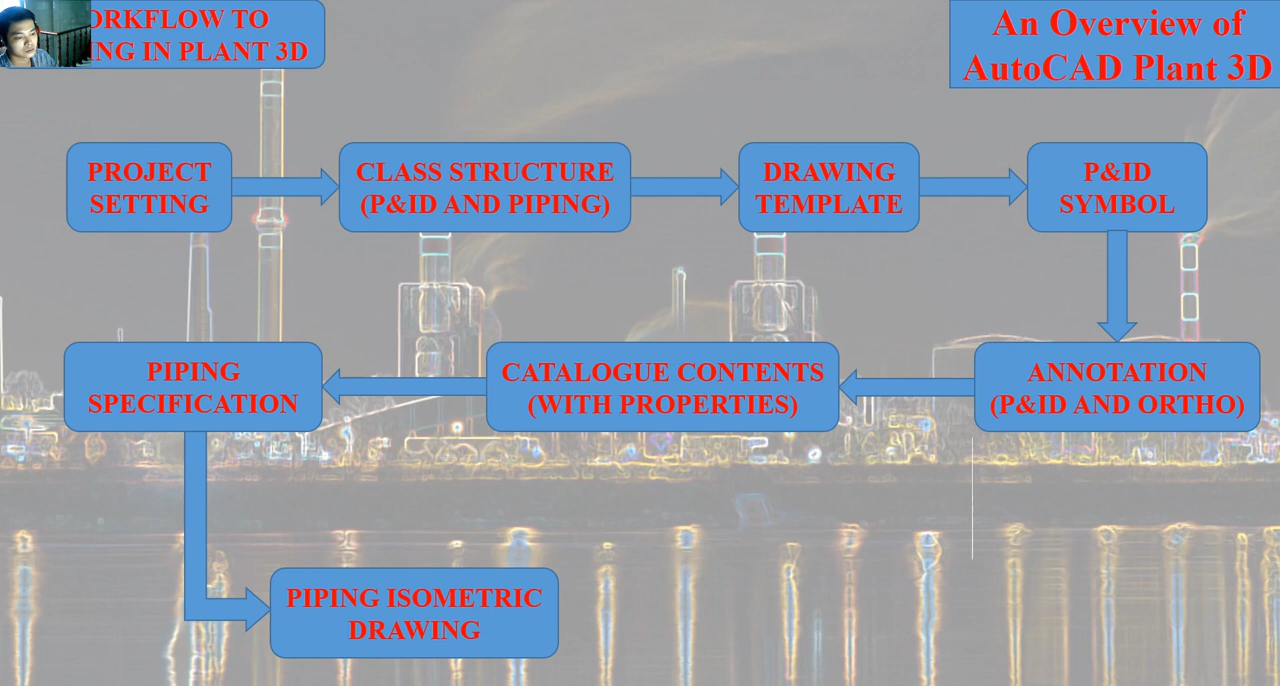 ORKFLOW TO
ING IN PLANT 3D
An Overview of
AutoCAD Plant 3D
PROJECT
SETTING
CLASS STRUCTURE
(P&ID AND PIPING)
DRAWING
TEMPLATE
P&ID
SYMBOL
ANNOTATION
(P&ID AND ORTHO)
CATALOGUE CONTENTS
(WITH PROPERTIES)
PIPING
SPECIFICATION
PIPING ISOMETRIC
DRAWING